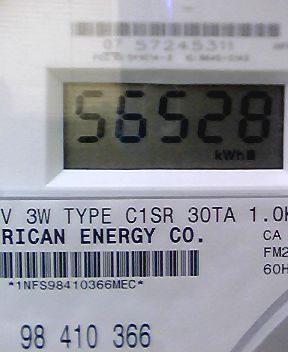 07 57245311
56528
kWh
V 3W TYPE C1SR 30TA 1.0K
RICAN ENERGY CO.
CA
FM2
60H
*1NFS98410366MEC*
98 410 366